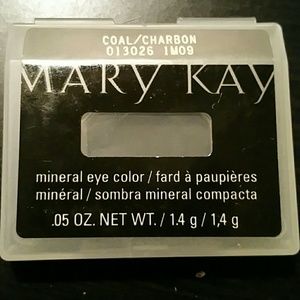 COAL/CHARBON
013026 1M09
MARY KAY
mineral eye color / fard à paupières
minéral / sombra mineral compacta
.05 OZ. NET WT. / 1.4 g / 1,4 g